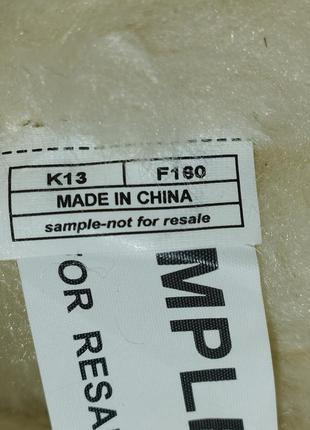 K13 F160
MADE IN CHINA
sample-not for resale
MPL
OR RESA